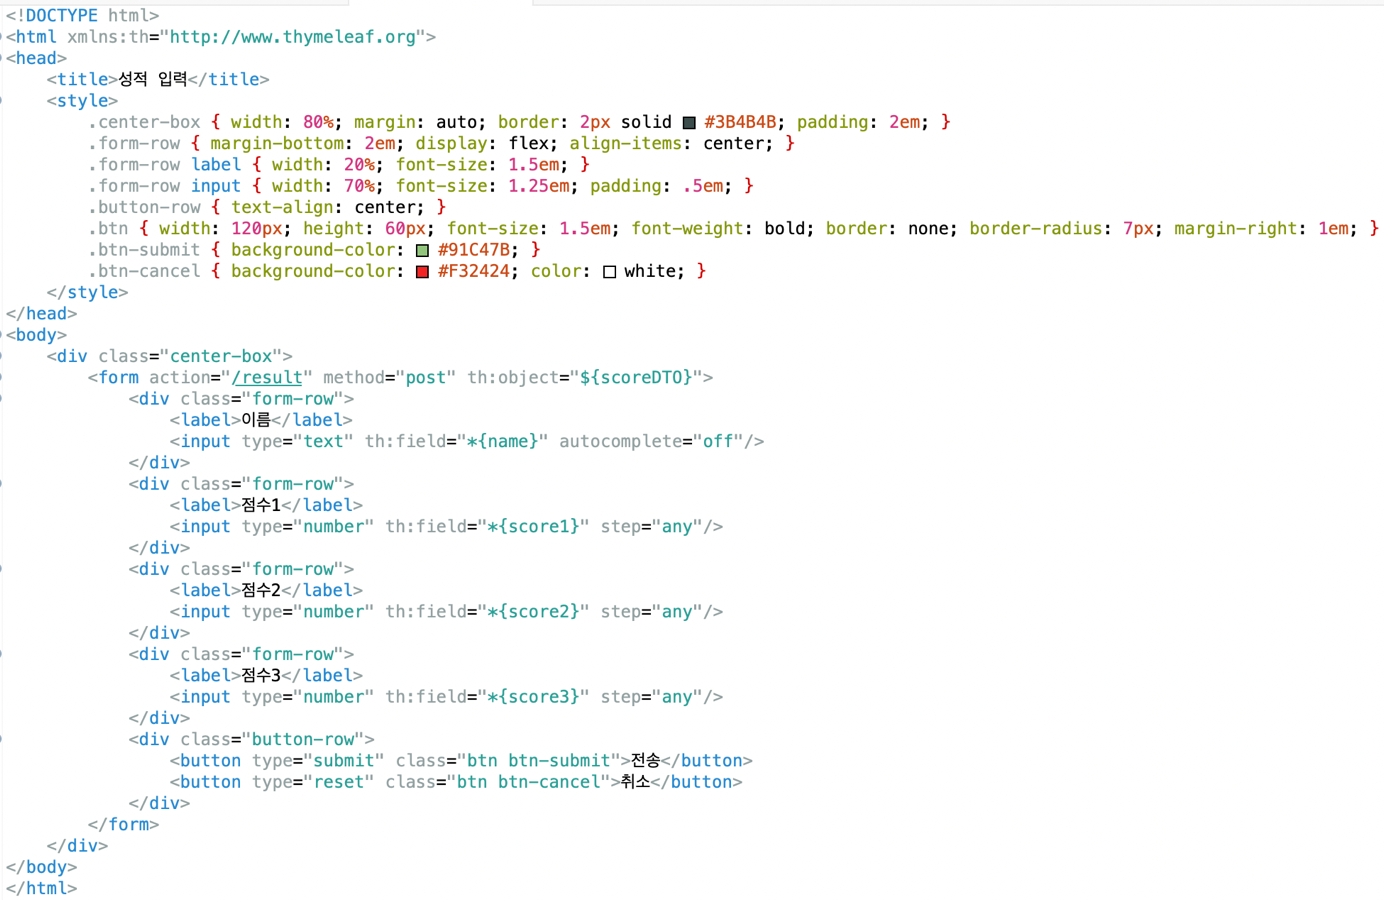 <!DOCTYPE html>
<html xmlns:th="http://www.thymeleaf.org">
<head>
    <title>성적 입력</title>
    <style>
        .center-box { width: 80%; margin: auto; border: 2px solid #3B4B4B; padding: 2em; }
        .form-row { margin-bottom: 2em; display: flex; align-items: center; }
        .form-row label { width: 20%; font-size: 1.5em; }
        .form-row input { width: 70%; font-size: 1.25em; padding: .5em; }
        .button-row { text-align: center; }
        .btn { width: 120px; height: 60px; font-size: 1.5em; font-weight: bold; border: none; border-radius: 7px; margin-right: 1em; }
        .btn-submit { background-color: #91C47B; }
        .btn-cancel { background-color: #F32424; color: white; }
    </style>
</head>
<body>
    <div class="center-box">
        <form action="/result" method="post" th:object="${scoreDTO}">
            <div class="form-row">
                <label>이름</label>
                <input type="text" th:field="*{name}" autocomplete="off"/>
            </div>
            <div class="form-row">
                <label>점수1</label>
                <input type="number" th:field="*{score1}" step="any"/>
            </div>
            <div class="form-row">
                <label>점수2</label>
                <input type="number" th:field="*{score2}" step="any"/>
            </div>
            <div class="form-row">
                <label>점수3</label>
                <input type="number" th:field="*{score3}" step="any"/>
            </div>
            <div class="button-row">
                <button type="submit" class="btn btn-submit">전송</button>
                <button type="reset" class="btn btn-cancel">취소</button>
            </div>
        </form>
    </div>
</body>
</html>